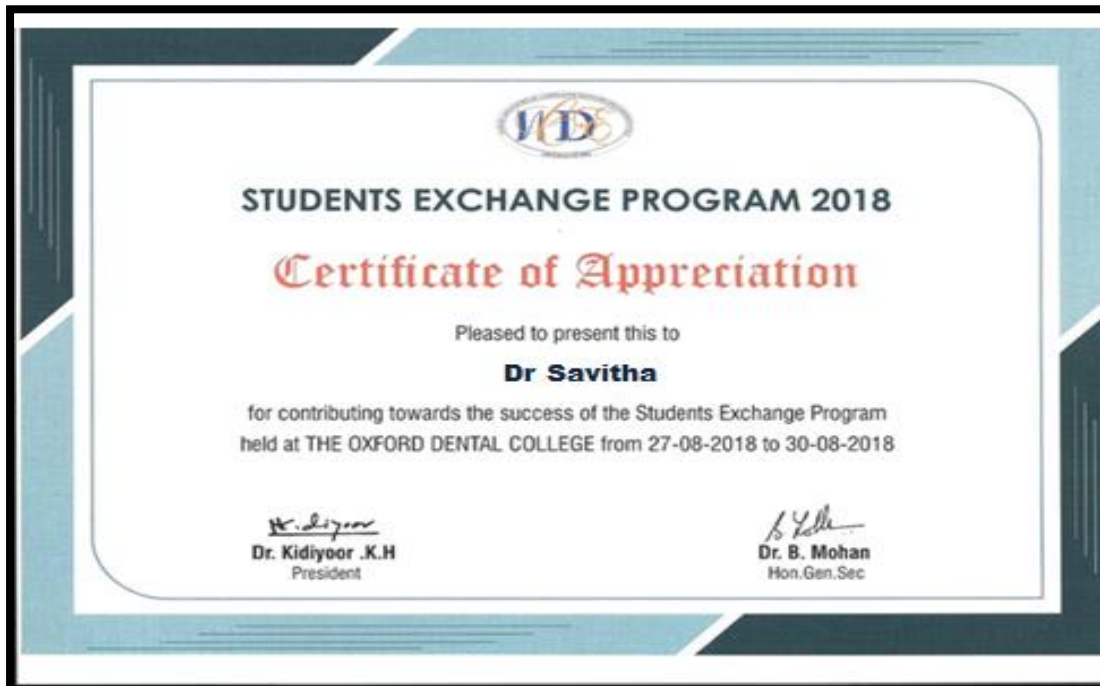 STUDENTS EXCHANGE PROGRAM 2018
Certificate of Appreciation
Pleased to present this to
Dr Savitha
for contributing towards the success of the Students Exchange Program
held at THE OXFORD DENTAL COLLEGE from 27-08-2018 to 30-08-2018
Dr. Kidiyoor .K.H
President
Dr. B. Mohan
Hon.Gen.Sec